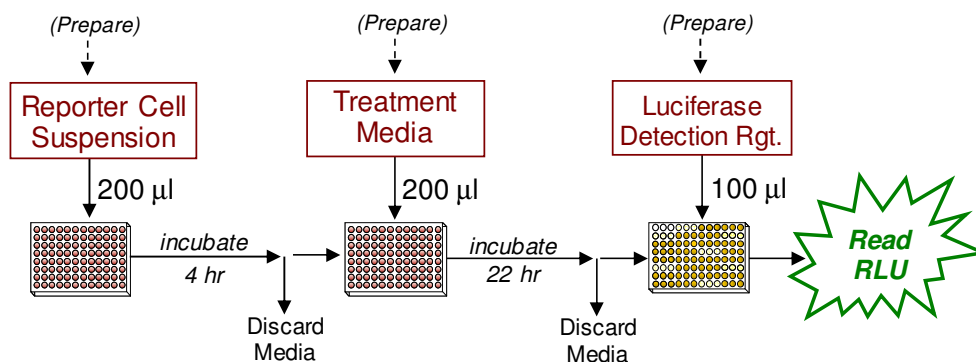 (Prepare)
(Prepare)
(Prepare)
Reporter Cell
Suspension
Treatment
Media
Luciferase
Detection Rgt.
200 µl
200 µl
100 µl
incubate
4 hr
incubate
22 hr
Read
RLU
Discard
Media
Discard
Media